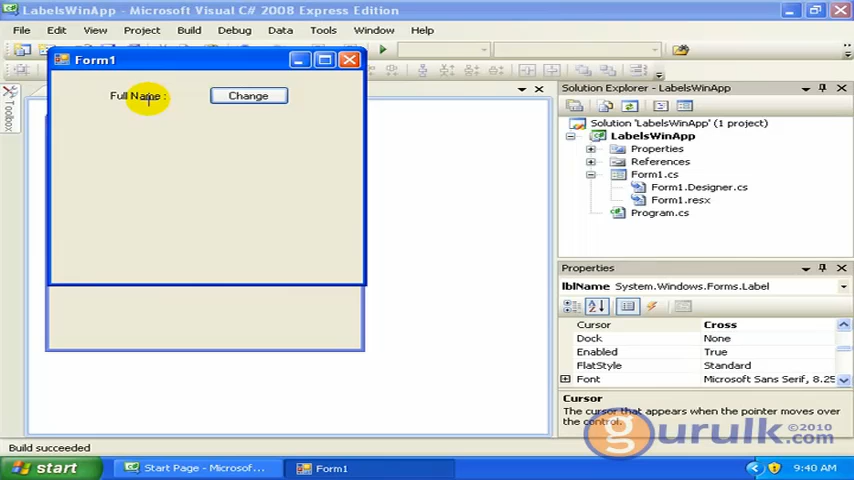 LabelsWinApp - Microsoft Visual C# 2008 Express Edition
File Edit View Project Build Debug Data Tools Window Help
Form1
Full Name :
Change
Toolbox
Solution Explorer - LabelsWinApp
Solution 'LabelsWinApp' (1 project)
LabelsWinApp
Properties
References
Form1.cs
Form1.Designer.cs
Form1.resx
Program.cs
Properties
lblName System.Windows.Forms.Label
Cursor Cross
Dock None
Enabled True
FlatStyle Standard
Font Microsoft Sans Serif, 8.25
Cursor
The cursor that appears when the pointer moves over
the control.
gurulk.com
©2010
Build succeeded
start
Start Page - Microsof...
Form1
9:40 AM